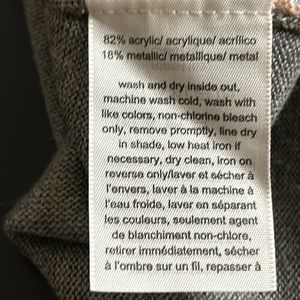 82% acrylic/ acrylique/ acrílico
18% metallic/ metallique/ metal
wash and dry inside out,
machine wash cold, wash with
like colors, non-chlorine bleach
only, remove promptly, line dry
in shade, low heat iron if
necessary, dry clean, iron on
reverse only/laver et sécher à
l'envers, laver à la machine à
l'eau froide, laver en séparant
les couleurs, seulement agent
de blanchiment non-chlore,
retirer immédiatement, sécher
à l'ombre sur un fil, repasser à